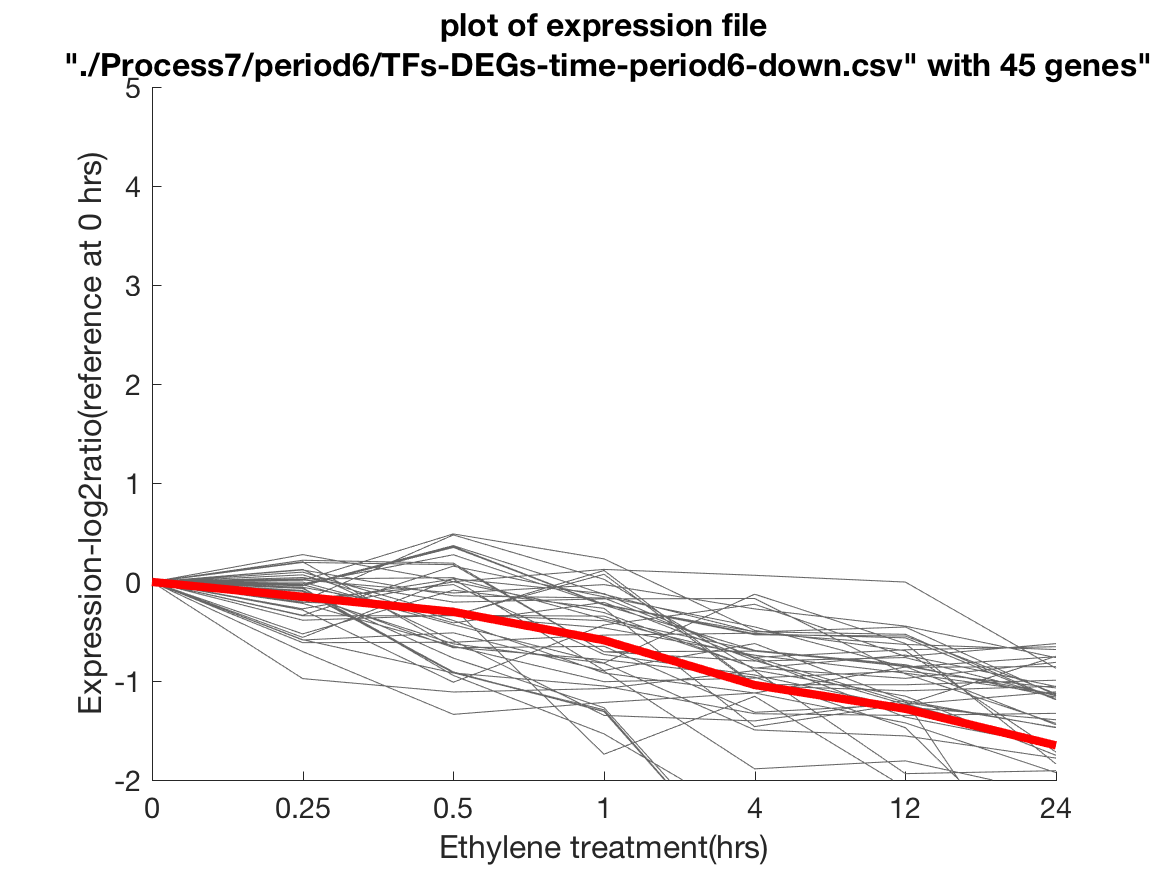 plot of expression file
"./Process7/period6/TFs-DEGs-time-period6-down.csv" with 45 genes"
5
4
3
2
1
0
-1
-2
Expression-log2ratio(reference at 0 hrs)
0 0.25 0.5 1 4 12 24
Ethylene treatment(hrs)